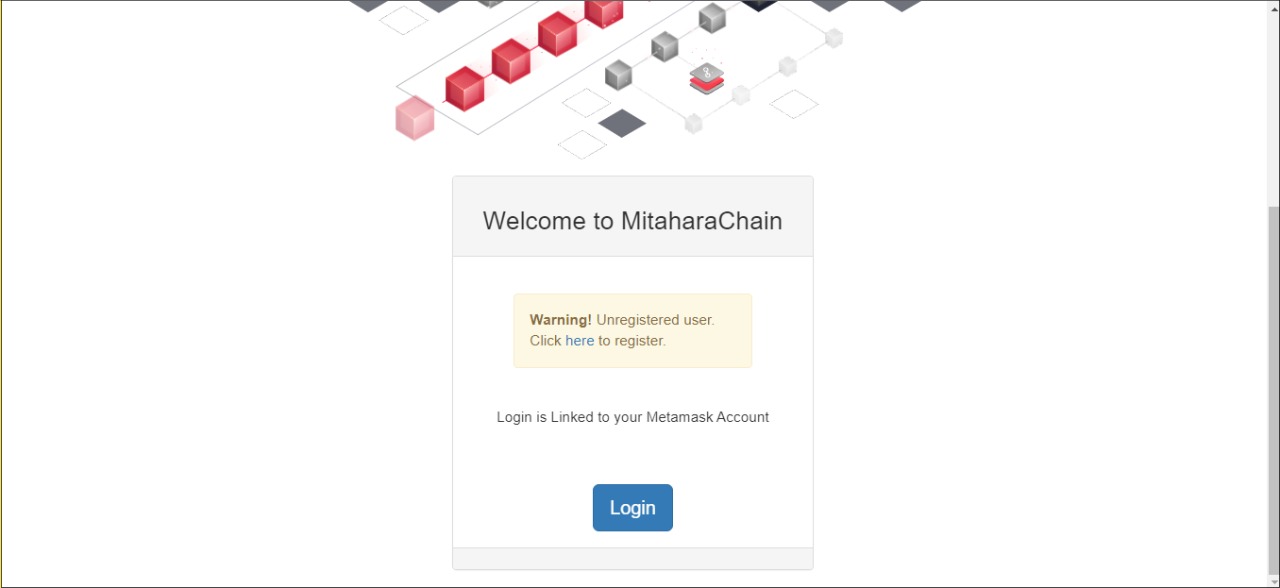 Welcome to MitaharaChain
Warning! Unregistered user.
Click here to register.
Login is Linked to your Metamask Account
Login